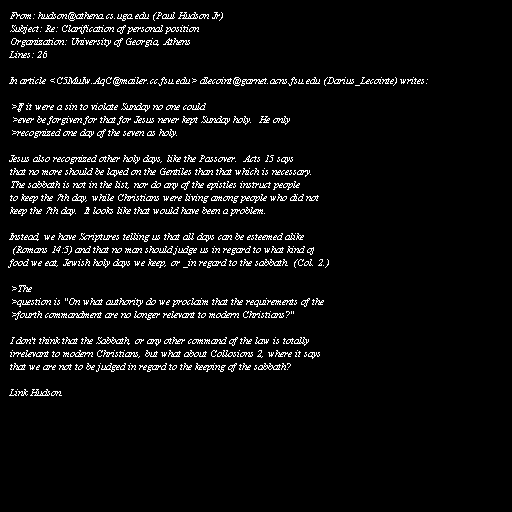 From: hudson@athena.cs.uga.edu (Paul Hudson Jr)
Subject: Re: Clarification of personal position
Organization: University of Georgia, Athens
Lines: 26

In article <C5MuIw.AqC@mailer.cc.fsu.edu> dlecoint@garnet.acns.fsu.edu (Darius_Lecointe) writes:

>If it were a sin to violate Sunday no one could
>ever be forgiven for that for Jesus never kept Sunday holy.  He only
>recognized one day of the seven as holy.

Jesus also recognized other holy days, like the Passover.  Acts 15 says
that no more should be layed on the Gentiles than that which is necessary.
The sabbath is not in the list, nor do any of the epistles instruct people
to keep the 7th day, while Christians were living among people who did not
keep the 7th day.  It looks like that would have been a problem.

Instead, we have Scriptures telling us that all days can be esteemed alike
(Romans 14:5) and that no man should judge us in regard to what kind of
food we eat, Jewish holy days we keep, or _in regard to the sabbath. (Col. 2.)

>The
>question is "On what authority do we proclaim that the requirements of the
>fourth commandment are no longer relevant to modern Christians?"

I don't think that the Sabbath, or any other command of the law is totally
irrelevant to modern Christians, but what about Collosions 2, where it says
that we are not to be judged in regard to the keeping of the sabbath?

Link Hudson.